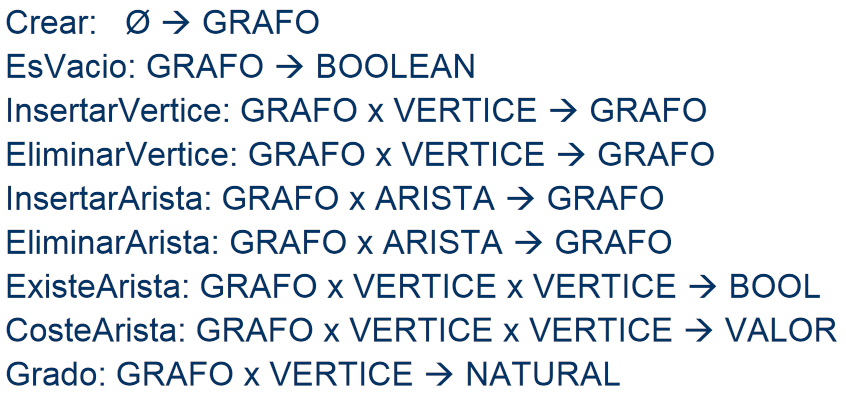 Crear: Ø → GRAFO
EsVacio: GRAFO → BOOLEAN
InsertarVertice: GRAFO x VERTICE → GRAFO
EliminarVertice: GRAFO x VERTICE → GRAFO
InsertarArista: GRAFO x ARISTA → GRAFO
EliminarArista: GRAFO x ARISTA → GRAFO
ExisteArista: GRAFO x VERTICE x VERTICE → BOOL
CosteArista: GRAFO x VERTICE x VERTICE → VALOR
Grado: GRAFO x VERTICE → NATURAL